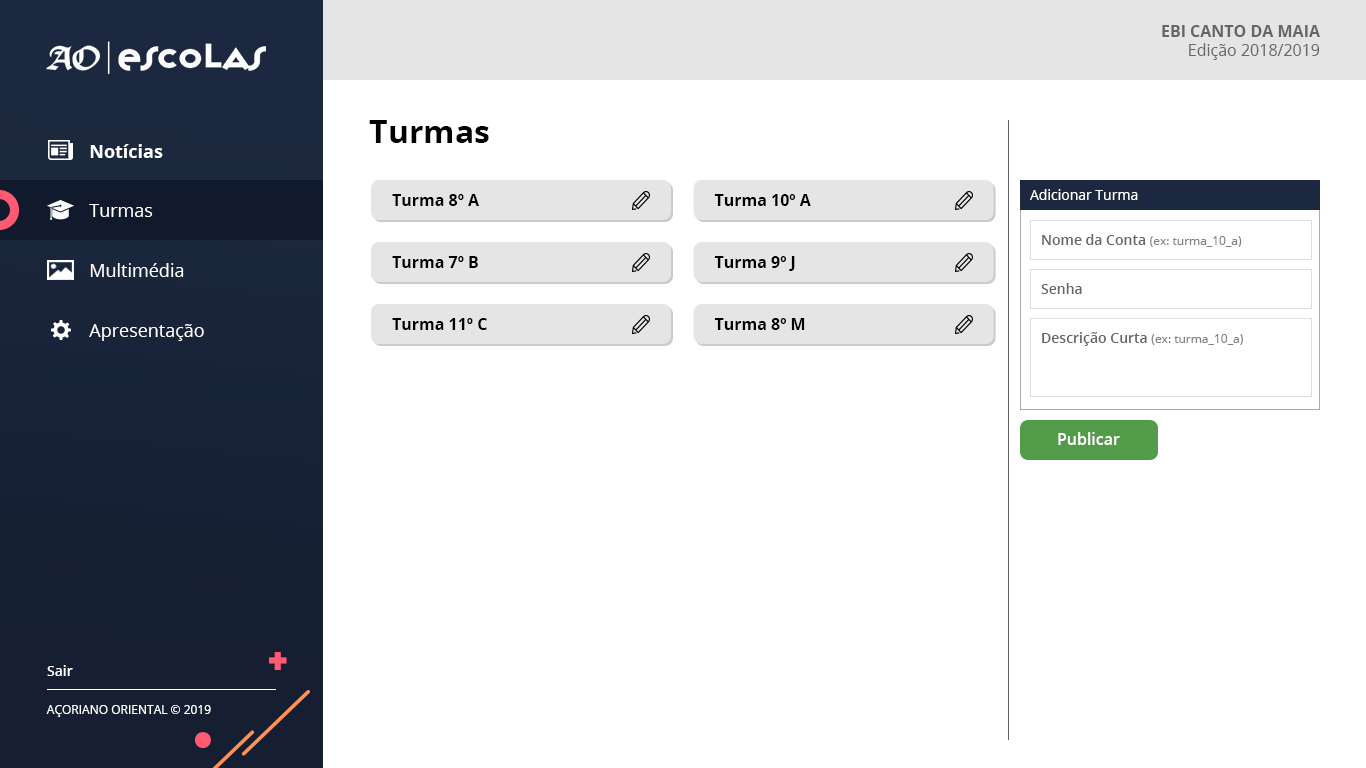 AO | escolas
Notícias
Turmas
Multimédia
Apresentação
Sair
AÇORIANO ORIENTAL © 2019
EBI CANTO DA MAIA
Edição 2018/2019
Turmas
Turma 8º A
Turma 10º A
Turma 7º B
Turma 9º J
Turma 11º C
Turma 8º M
Adicionar Turma
Nome da Conta (ex: turma_10_a)
Senha
Descrição Curta (ex: turma_10_a)
Publicar